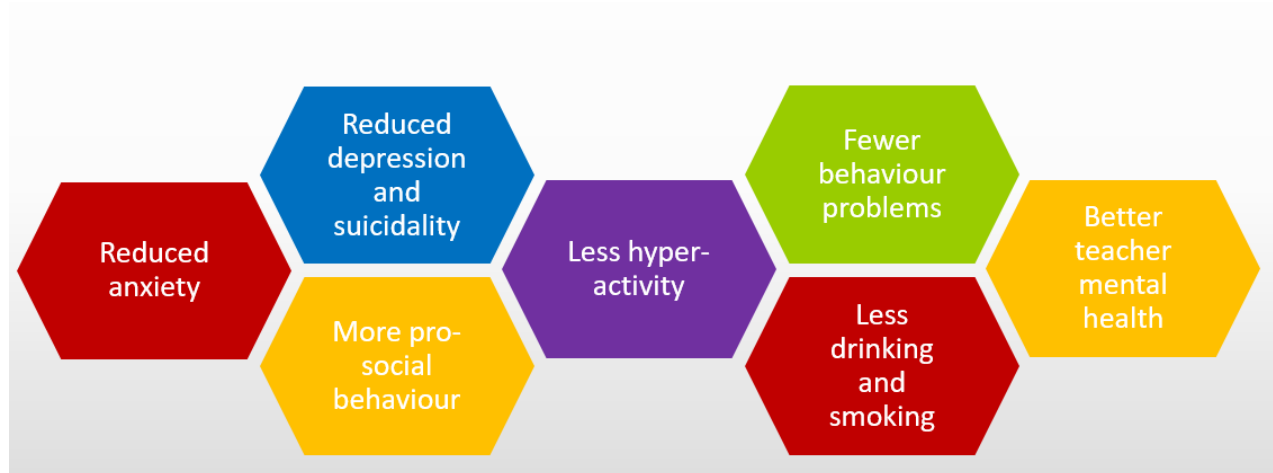 Reduced
anxiety
Reduced
depression
and
suicidality
More pro-
social
behaviour
Less hyper-
activity
Fewer
behaviour
problems
Less
drinking
and
smoking
Better
teacher
mental
health